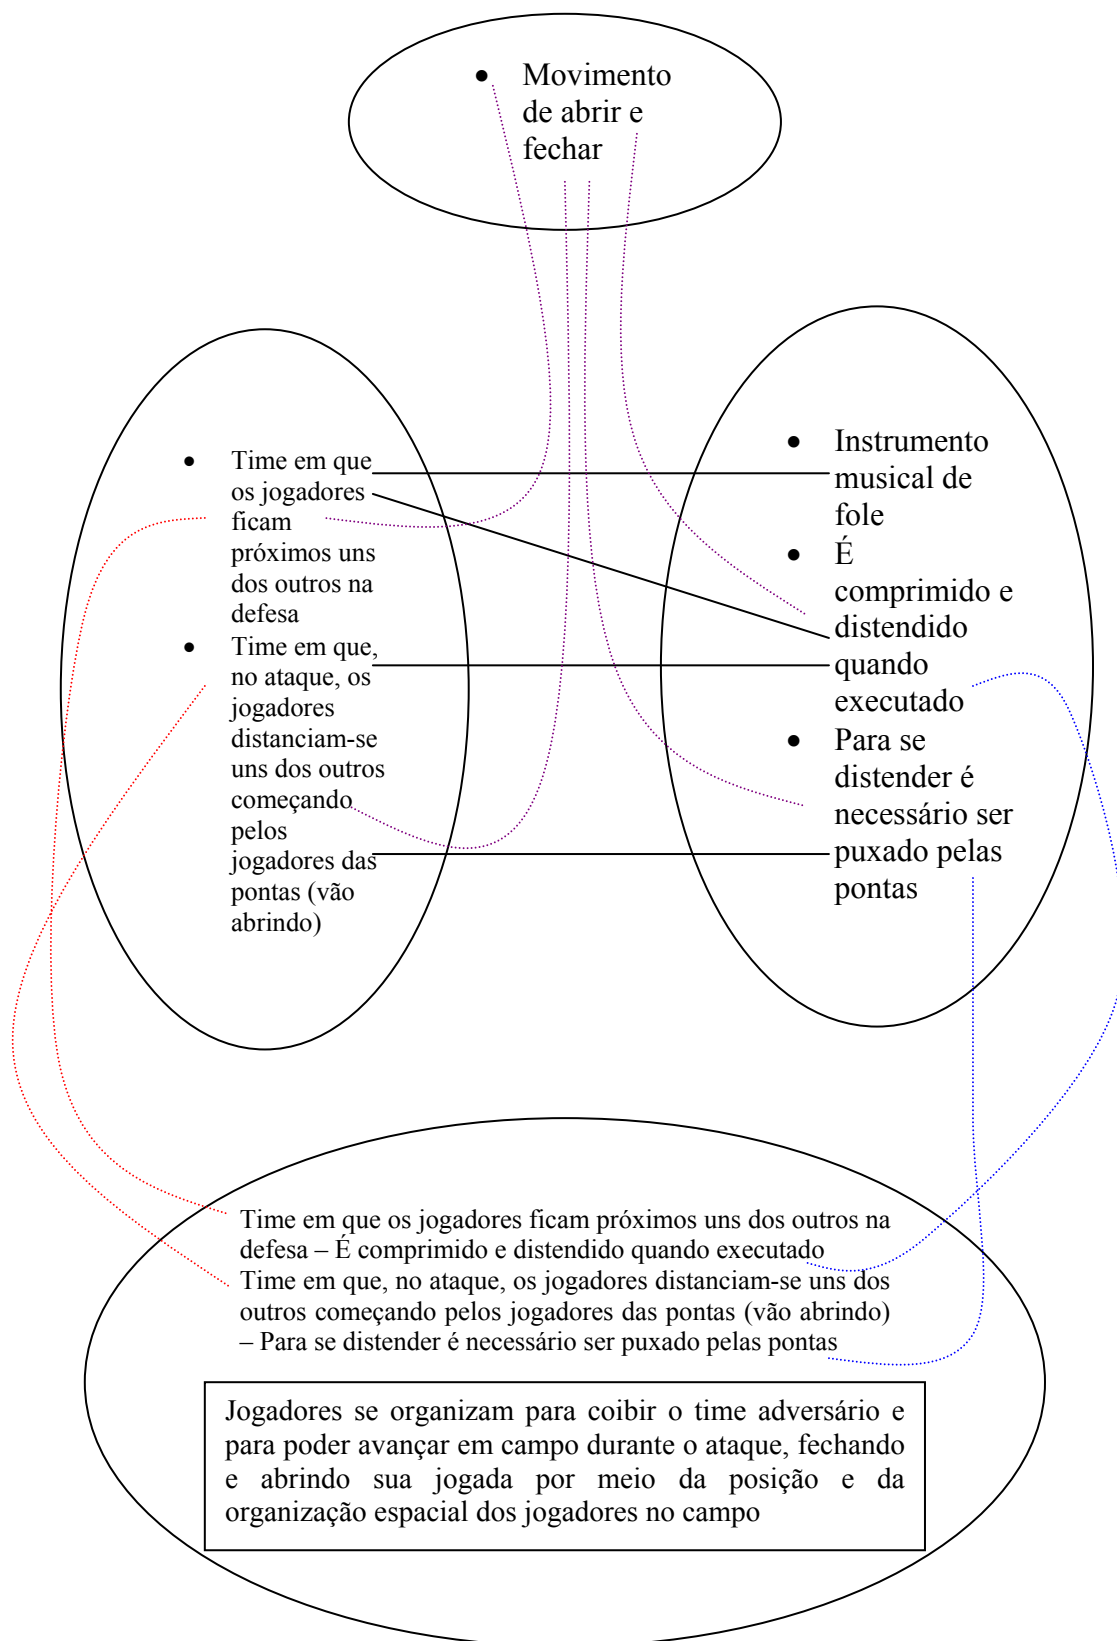 • Movimento
de abrir e
fechar
• Time em que
os jogadores
ficam
próximos uns
dos outros na
defesa
• Time em que,
no ataque, os
jogadores
distanciam-se
uns dos outros
começando
pelos
jogadores das
pontas (vão
abrindo)
• Instrumento
musical de
fole
• É
comprimido e
distendido
quando
executado
• Para se
distender é
necessário ser
puxado pelas
pontas
Time em que os jogadores ficam próximos uns dos outros na
defesa – É comprimido e distendido quando executado
Time em que, no ataque, os jogadores distanciam-se uns dos
outros começando pelos jogadores das pontas (vão abrindo)
– Para se distender é necessário ser puxado pelas pontas
Jogadores se organizam para coibir o time adversário e
para poder avançar em campo durante o ataque, fechando
e abrindo sua jogada por meio da posição e da
organização espacial dos jogadores no campo